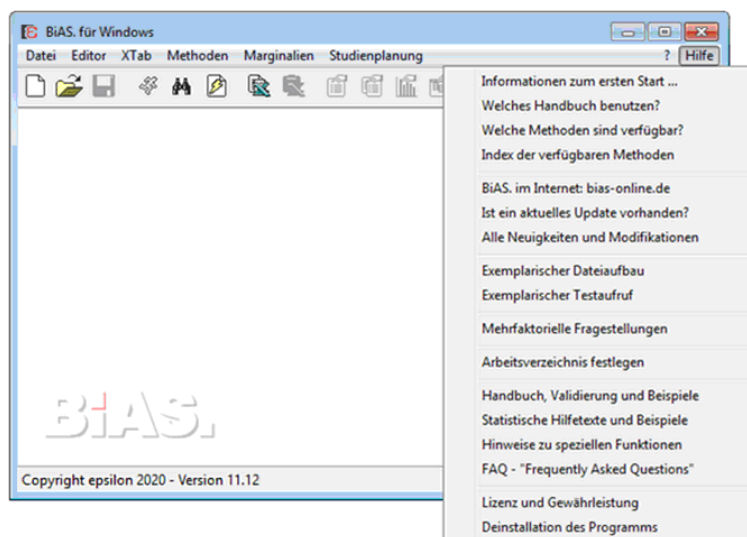 BiAS. für Windows
Datei Editor XTab Methoden Marginalien Studienplanung ? Hilfe
Informationen zum ersten Start ...
Welches Handbuch benutzen?
Welche Methoden sind verfügbar?
Index der verfügbaren Methoden
BiAS. im Internet: bias-online.de
Ist ein aktuelles Update vorhanden?
Alle Neuigkeiten und Modifikationen
Exemplarischer Dateiaufbau
Exemplarischer Testaufruf
Mehrfaktorielle Fragestellungen
Arbeitsverzeichnis festlegen
Handbuch, Validierung und Beispiele
Statistische Hilfetexte und Beispiele
Hinweise zu speziellen Funktionen
FAQ - "Frequently Asked Questions"
Lizenz und Gewährleistung
Deinstallation des Programms
BiAS.
Copyright epsilon 2020 - Version 11.12